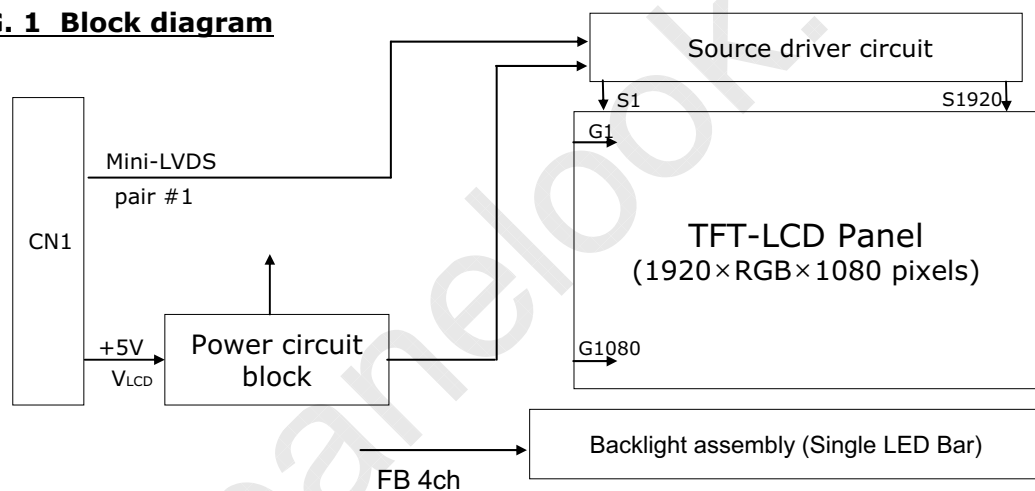 G. 1 Block diagram
Source driver circuit
S1
S1920
G1
Mini-LVDS
pair #1
CN1
TFT-LCD Panel
(1920×RGB×1080 pixels)
+5V
VLCD
Power circuit
block
G1080
Backlight assembly (Single LED Bar)
FB 4ch
panelook.